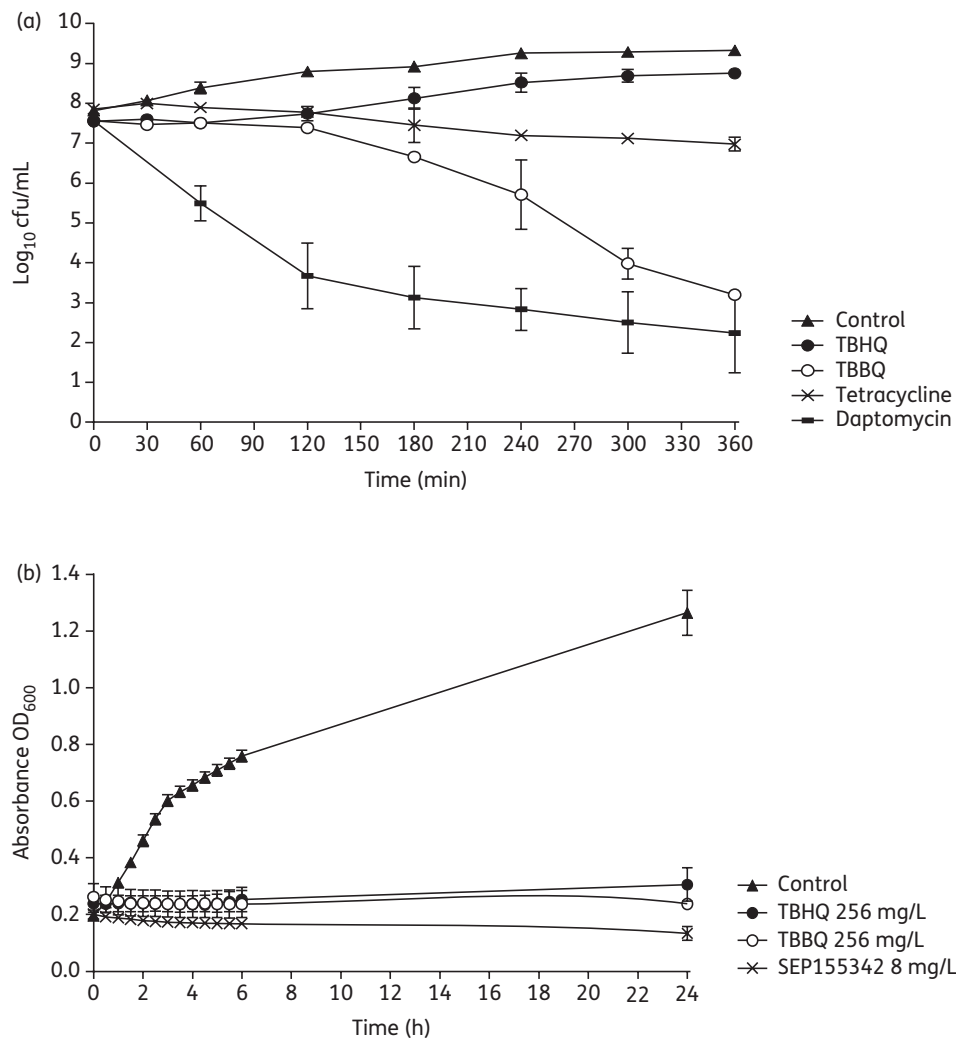 (a)
10
9
8
7
6
5
4
3
2
1
0
Log10 cfu/mL
0 30 60 90 120 150 180 210 240 270 300 330 360
Time (min)
Control
TBHQ
TBBQ
Tetracycline
Daptomycin
(b)
1.4
1.2
1.0
0.8
0.6
0.4
0.2
0.0
Absorbance OD600
0 2 4 6 8 10 12 14 16 18 20 22 24
Time (h)
Control
TBHQ 256 mg/L
TBBQ 256 mg/L
SEP155342 8 mg/L